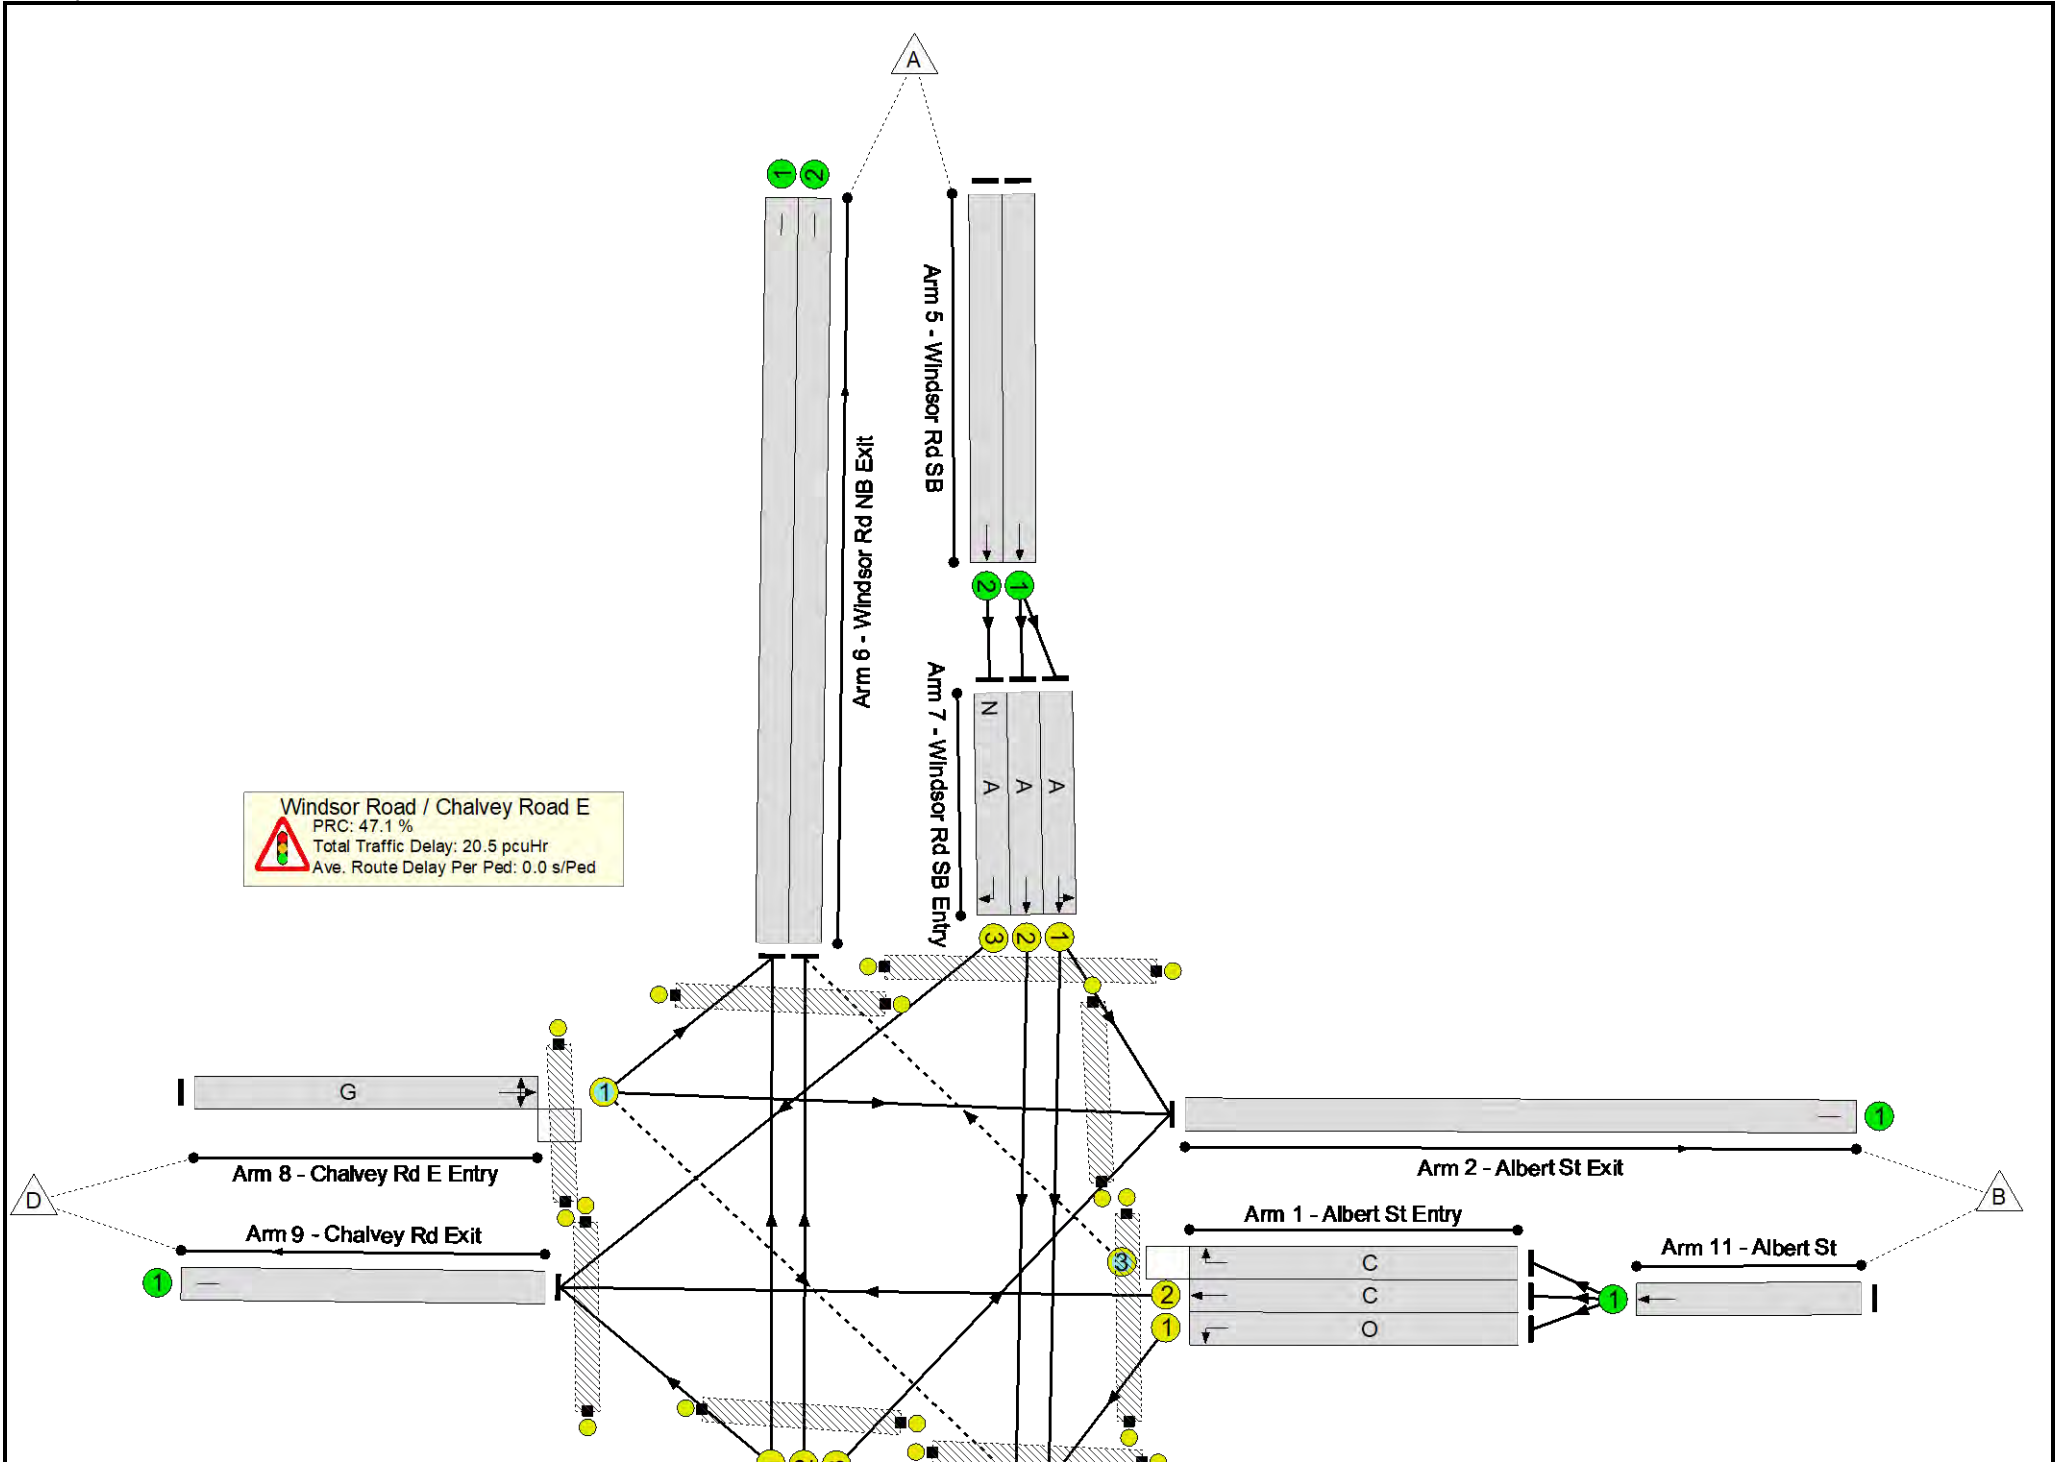 A
1 2
Arm 5 - Windsor Rd SB
Arm 6 - Windsor Rd NB Exit
2 1
Arm 7 - Windsor Rd SB Entry
N
A A A
Windsor Road / Chalvey Road E
PRC: 47.1 %
Total Traffic Delay: 20.5 pcuHr
Ave. Route Delay Per Ped: 0.0 s/Ped
3 2 1
G
1
1
Arm 8 - Chalvey Rd E Entry
Arm 2 - Albert St Exit
D
B
Arm 9 - Chalvey Rd Exit
Arm 1 - Albert St Entry
Arm 11 - Albert St
1
3
C
2
C
1
1
O